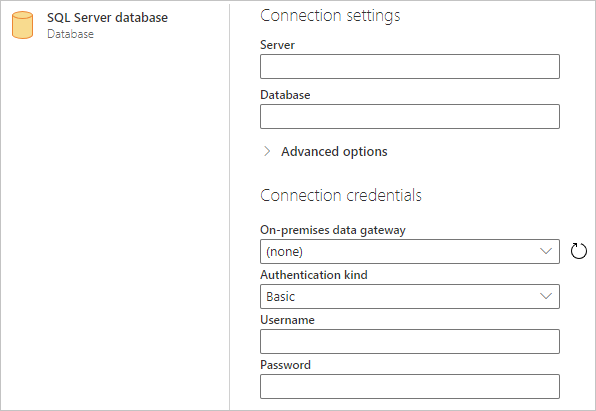 SQL Server database
Database
Connection settings
Server
Database
Advanced options
Connection credentials
On-premises data gateway
(none)
Authentication kind
Basic
Username
Password